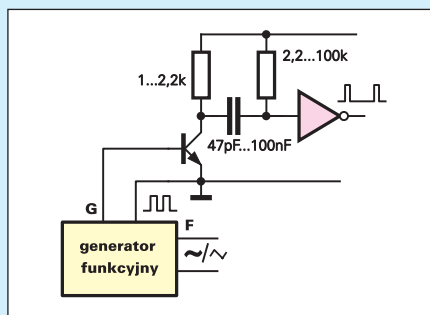 1...2,2k
2,2...100k
47pF...100nF
G
F
generator
funkcyjny
~/